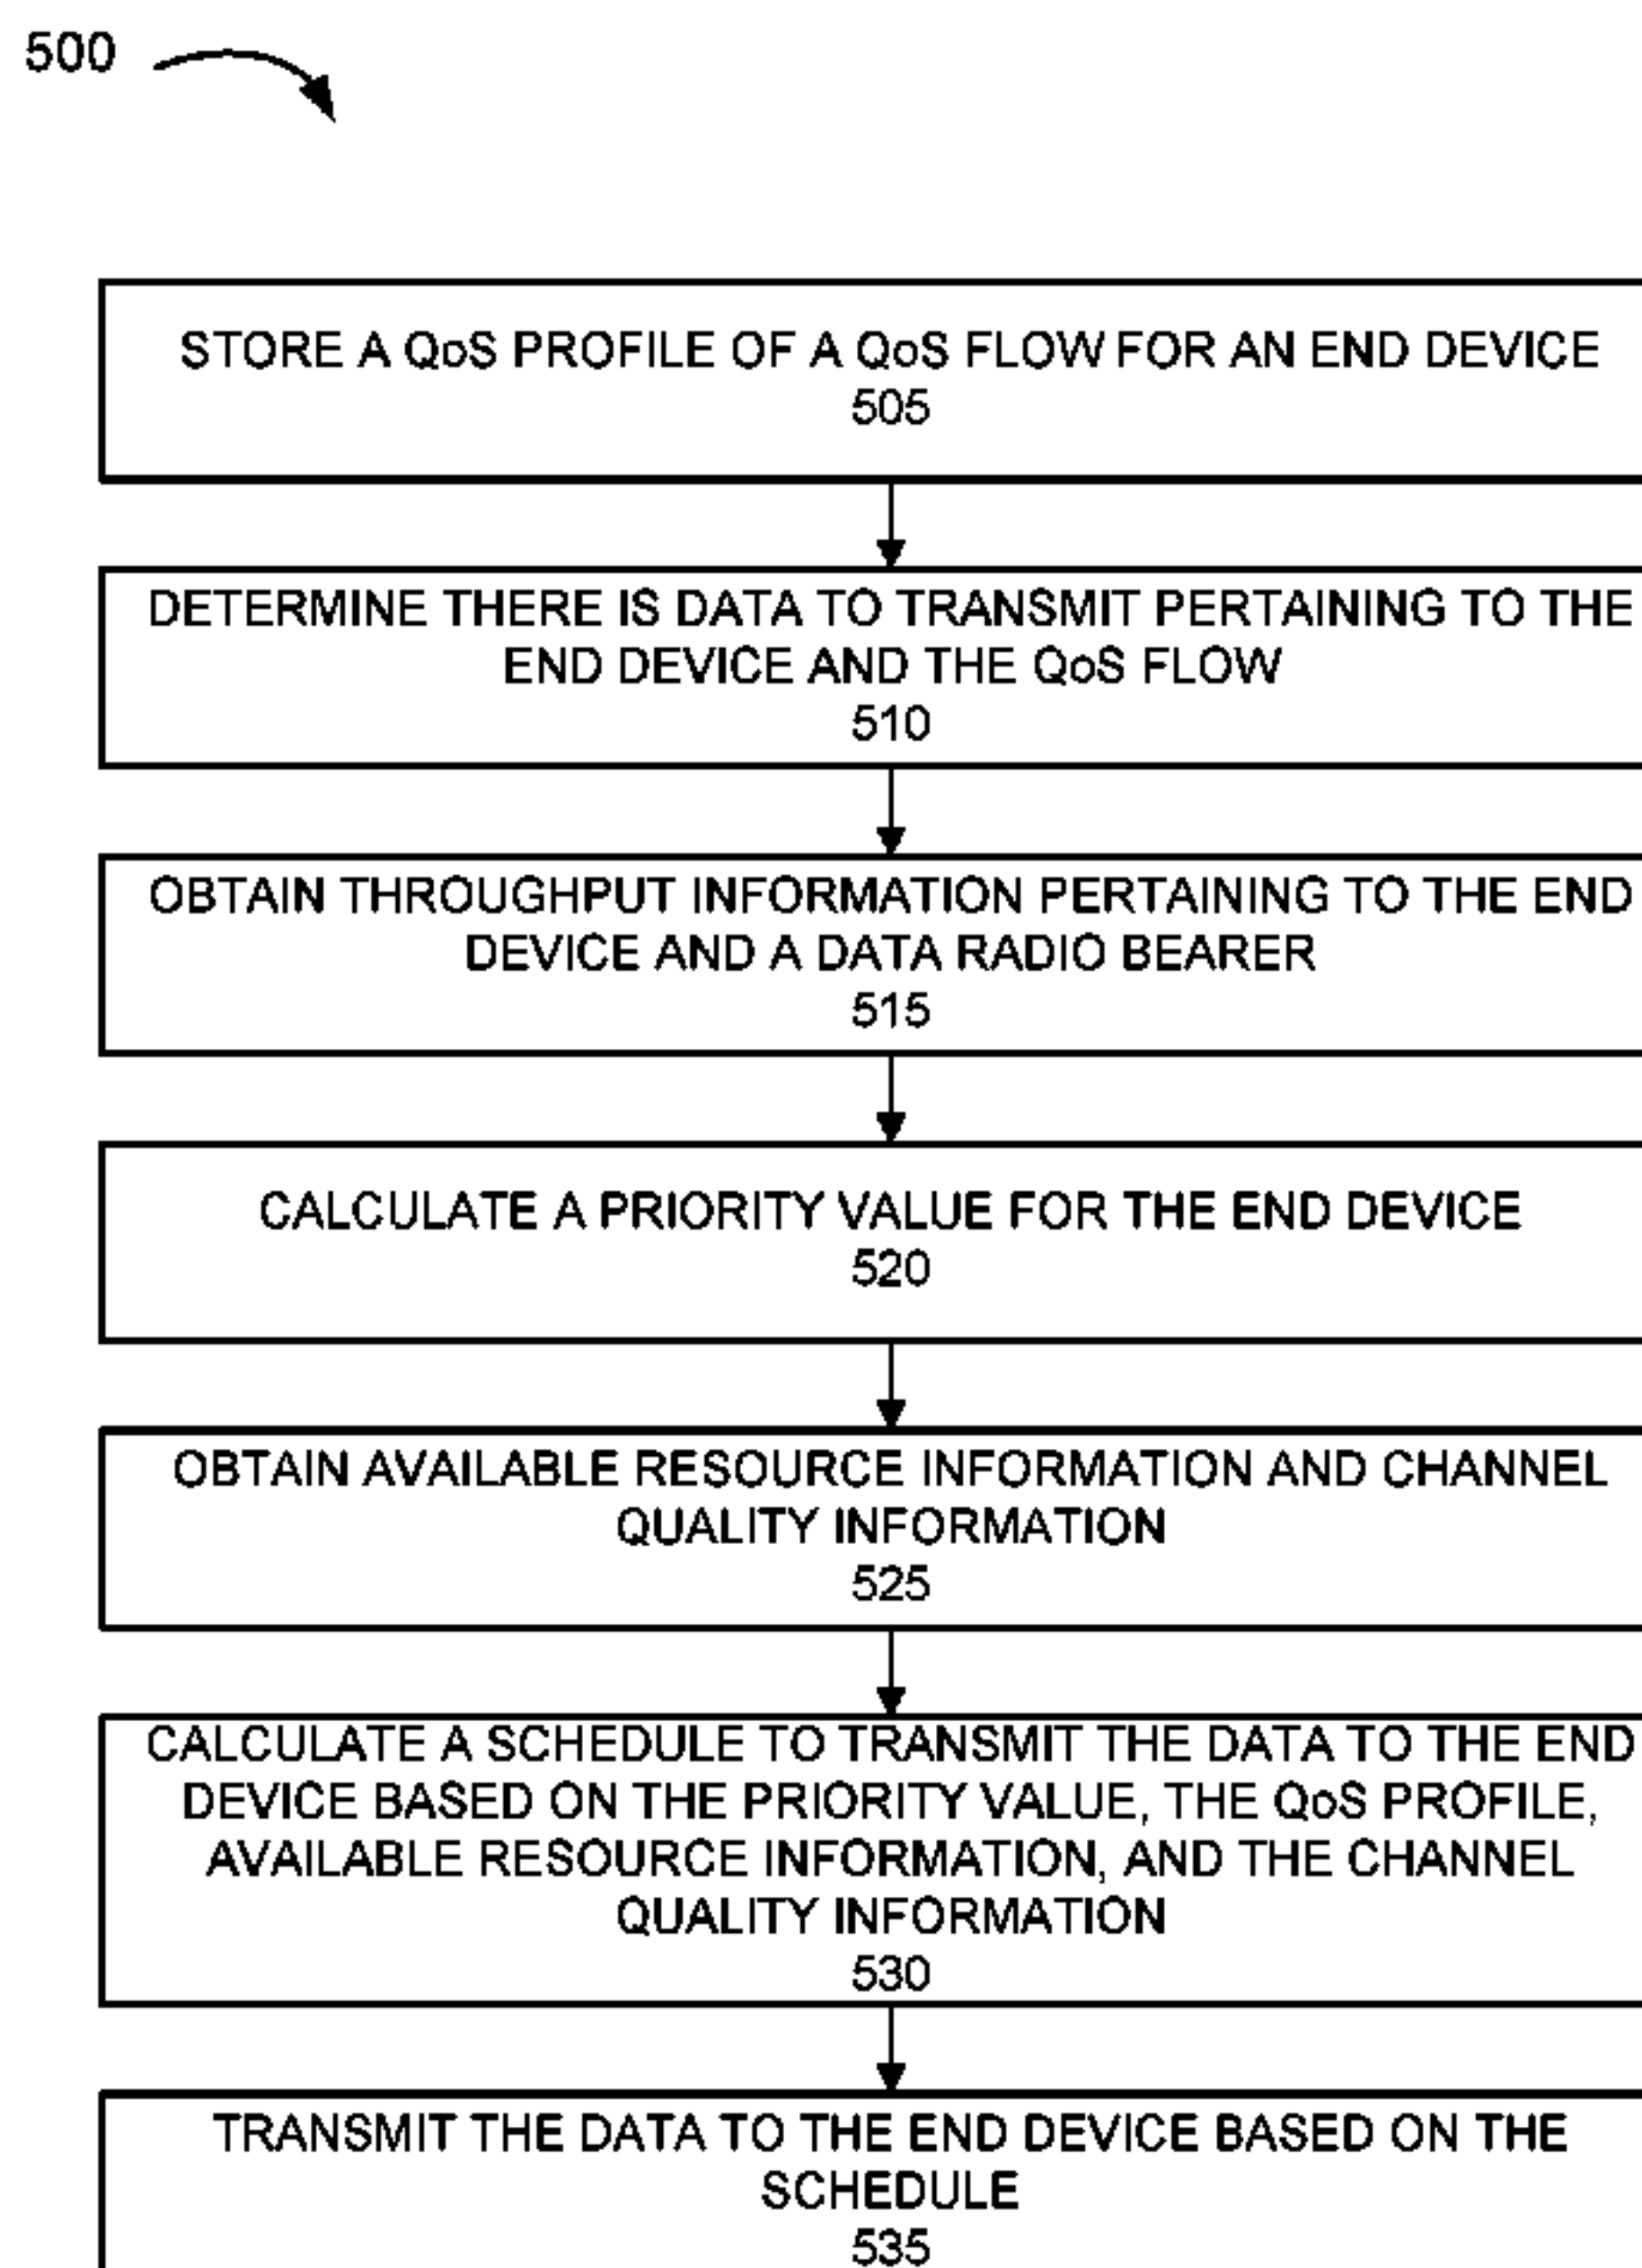 500
STORE A QoS PROFILE OF A QoS FLOW FOR AN END DEVICE
505
DETERMINE THERE IS DATA TO TRANSMIT PERTAINING TO THE
END DEVICE AND THE QoS FLOW
510
OBTAIN THROUGHPUT INFORMATION PERTAINING TO THE END
DEVICE AND A DATA RADIO BEARER
515
CALCULATE A PRIORITY VALUE FOR THE END DEVICE
520
OBTAIN AVAILABLE RESOURCE INFORMATION AND CHANNEL
QUALITY INFORMATION
525
CALCULATE A SCHEDULE TO TRANSMIT THE DATA TO THE END
DEVICE BASED ON THE PRIORITY VALUE, THE QoS PROFILE,
AVAILABLE RESOURCE INFORMATION, AND THE CHANNEL
QUALITY INFORMATION
530
TRANSMIT THE DATA TO THE END DEVICE BASED ON THE
SCHEDULE
535